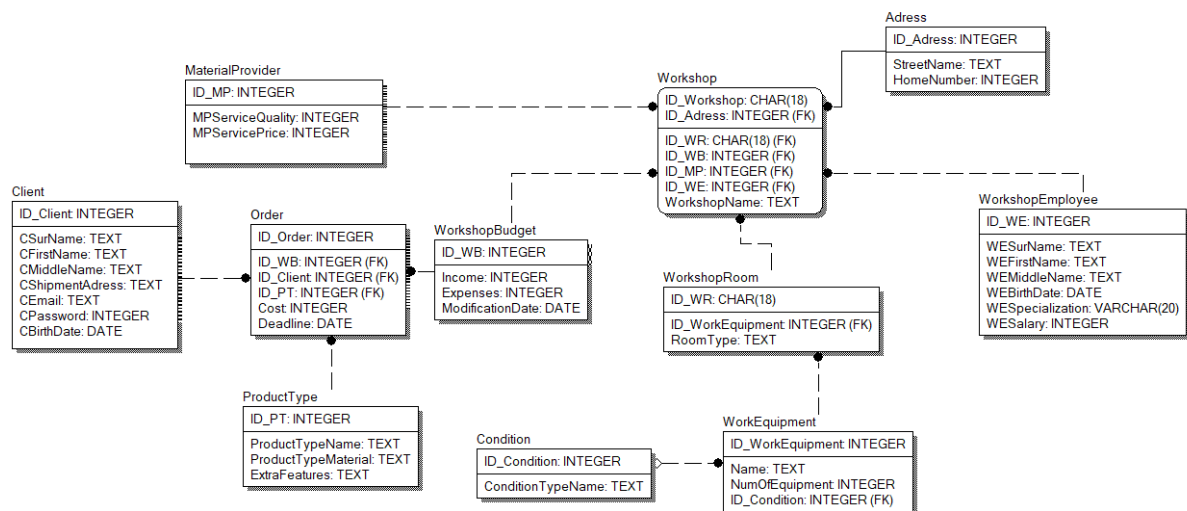 Adress
ID_Adress: INTEGER
StreetName: TEXT
HomeNumber: INTEGER
MaterialProvider
ID_MP: INTEGER
MPServiceQuality: INTEGER
MPServicePrice: INTEGER
Workshop
ID_Workshop: CHAR(18)
ID_Adress: INTEGER (FK)
ID_WR: CHAR(18) (FK)
ID_WB: INTEGER (FK)
ID_MP: INTEGER (FK)
ID_WE: INTEGER (FK)
WorkshopName: TEXT
Client
ID_Client: INTEGER
CSurName: TEXT
CFirstName: TEXT
CMiddleName: TEXT
CShipmentAdress: TEXT
CEmail: TEXT
CPassword: INTEGER
CBirthDate: DATE
Order
ID_Order: INTEGER
ID_WB: INTEGER (FK)
ID_Client: INTEGER (FK)
ID_PT: INTEGER (FK)
Cost: INTEGER
Deadline: DATE
WorkshopBudget
ID_WB: INTEGER
Income: INTEGER
Expenses: INTEGER
ModificationDate: DATE
WorkshopEmployee
ID_WE: INTEGER
WESurName: TEXT
WEFirstName: TEXT
WEMiddleName: TEXT
WEBirthDate: DATE
WESpecialization: VARCHAR(20)
WESalary: INTEGER
WorkshopRoom
ID_WR: CHAR(18)
ID_WorkEquipment: INTEGER (FK)
RoomType: TEXT
ProductType
ID_PT: INTEGER
ProductTypeName: TEXT
ProductTypeMaterial: TEXT
ExtraFeatures: TEXT
Condition
ID_Condition: INTEGER
ConditionTypeName: TEXT
WorkEquipment
ID_WorkEquipment: INTEGER
Name: TEXT
NumOfEquipment: INTEGER
ID_Condition: INTEGER (FK)